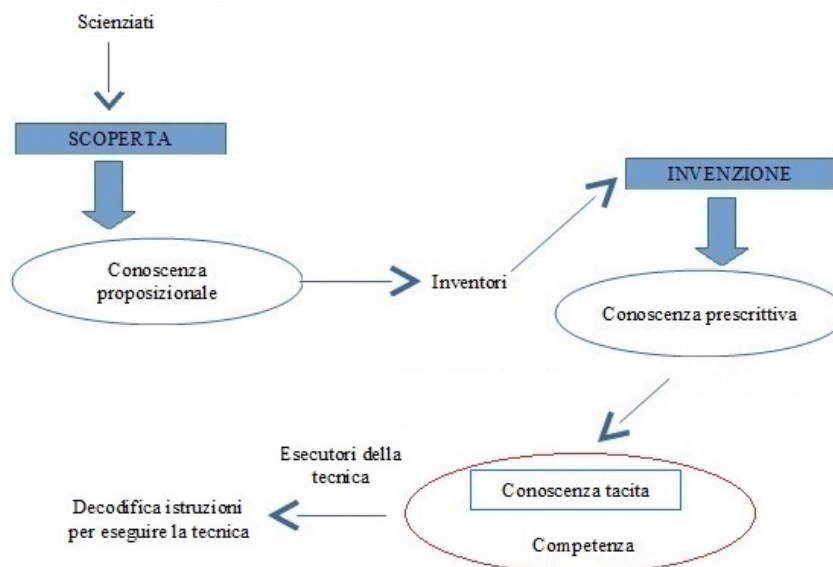 Scienziati
SCOPERTA
Conoscenza
proposizionale
Inventori
INVENZIONE
Conoscenza prescrittiva
Conoscenza tacita
Competenza
Esecutori della
tecnica
Decodifica istruzioni
per eseguire la tecnica